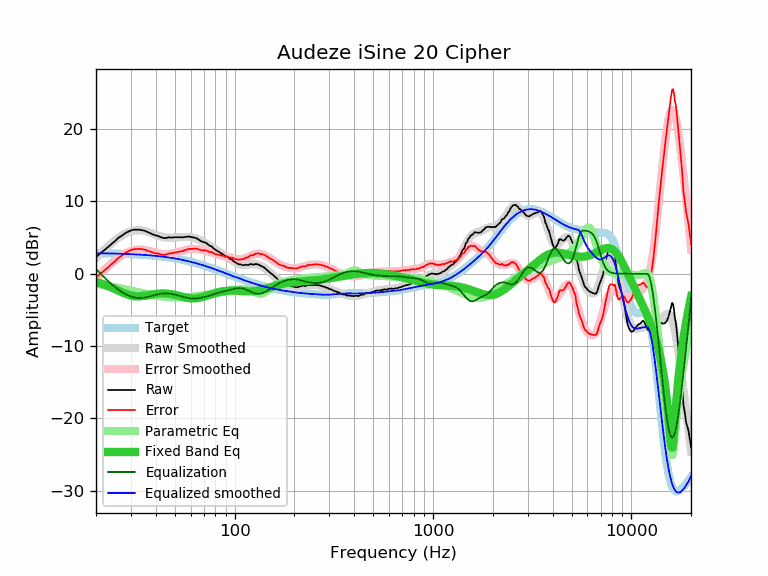 Audeze iSine 20 Cipher
Amplitude (dBr)
20
10
0
−10
−20
−30
Target
Raw Smoothed
Error Smoothed
Raw
Error
Parametric Eq
Fixed Band Eq
Equalization
Equalized smoothed
100
1000
10000
Frequency (Hz)